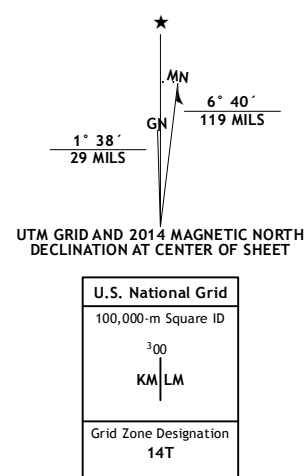 ★
MN
GN
6° 40´
119 MILS
1° 38´
29 MILS
UTM GRID AND 2014 MAGNETIC NORTH
DECLINATION AT CENTER OF SHEET
U.S. National Grid
100,000-m Square ID
³00
KM LM
Grid Zone Designation
14T